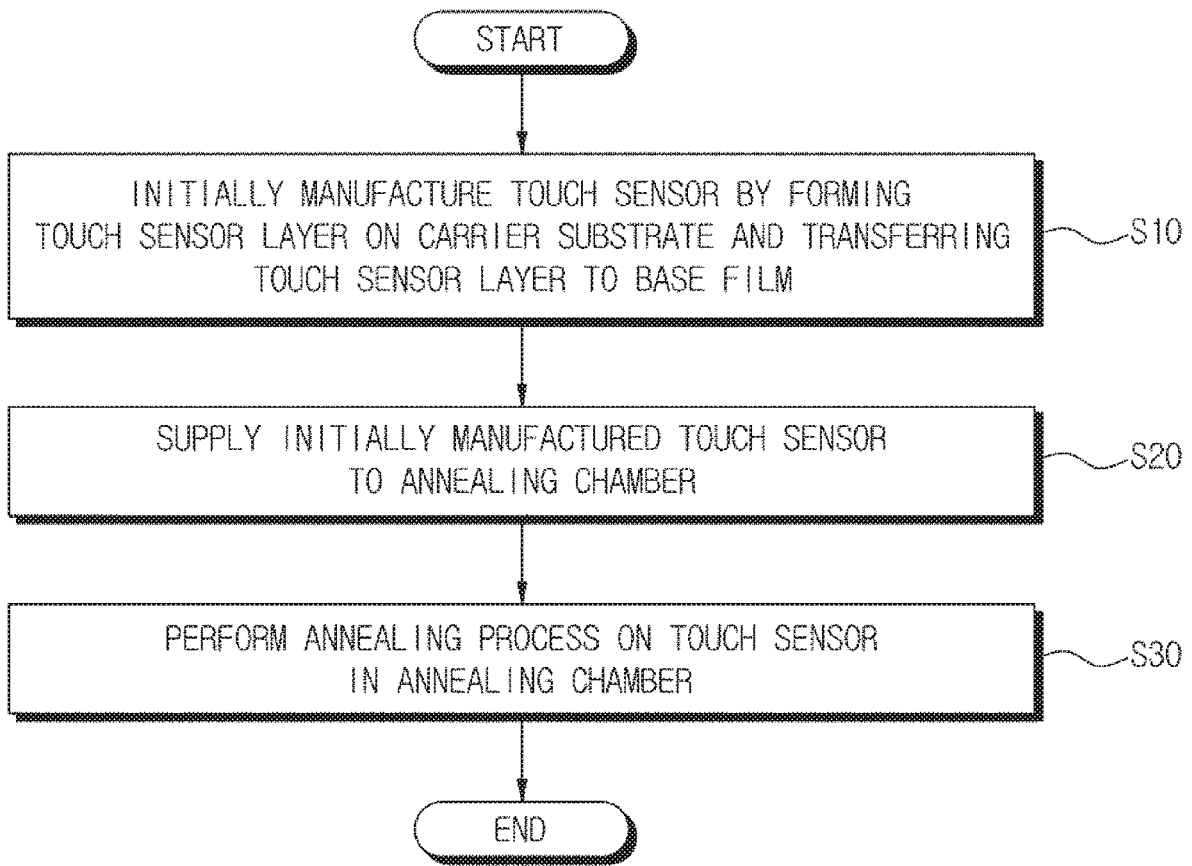 START
INITIALLY MANUFACTURE TOUCH SENSOR BY FORMING
TOUCH SENSOR LAYER ON CARRIER SUBSTRATE AND TRANSFERRING
TOUCH SENSOR LAYER TO BASE FILM
S10
SUPPLY INITIALLY MANUFACTURED TOUCH SENSOR
TO ANNEALING CHAMBER
S20
PERFORM ANNEALING PROCESS ON TOUCH SENSOR
IN ANNEALING CHAMBER
S30
END